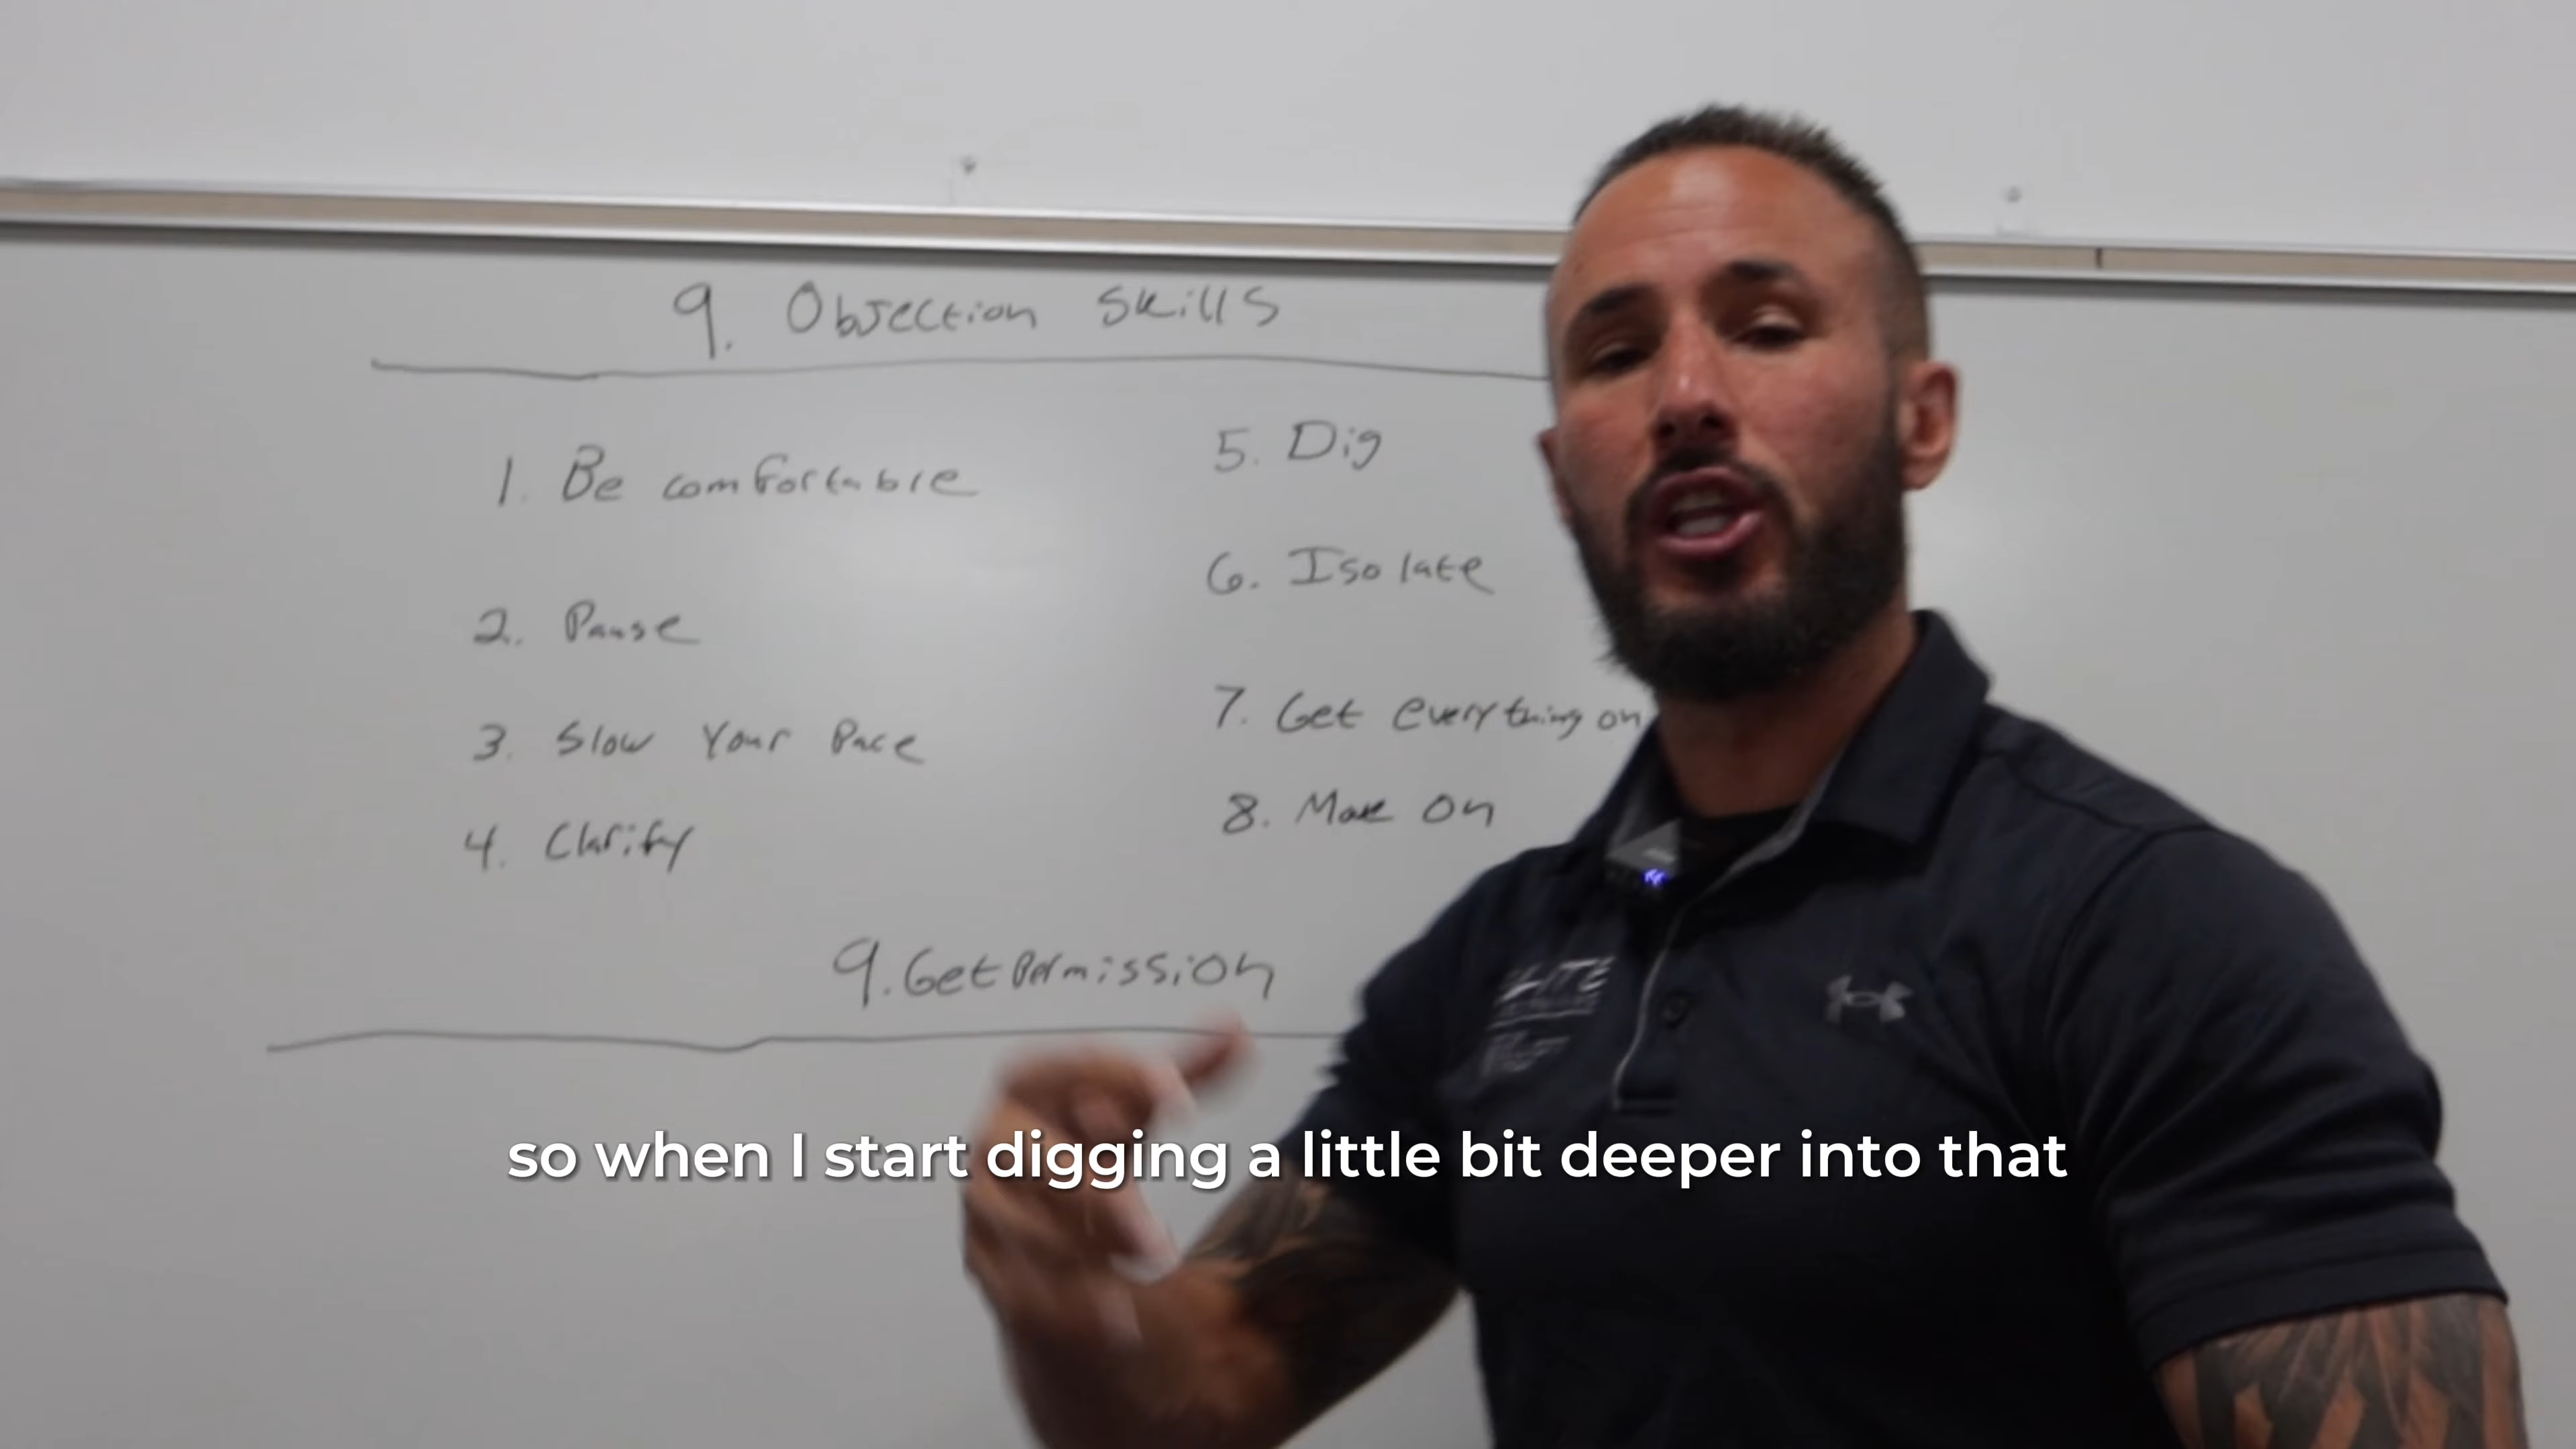 9. Objection Skills
1. Be comfortable
2. Pause
3. Slow Your Pace
4. Clarify
5. Dig
6. Isolate
7. Get everything on
8. Move On
9. Get Permission
so when I start digging a little bit deeper into that